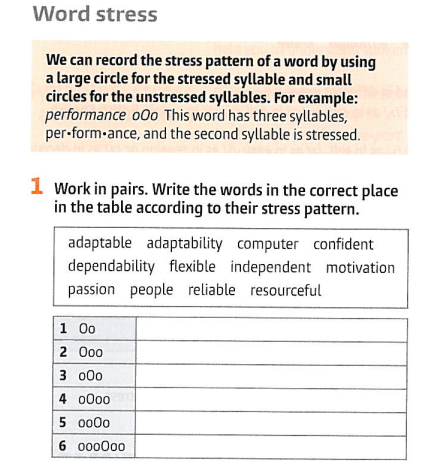 Word stress
We can record the stress pattern of a word by using
a large circle for the stressed syllable and small
circles for the unstressed syllables. For example:
performance oOo This word has three syllables,
per•form•ance, and the second syllable is stressed.
1 Work in pairs. Write the words in the correct place
in the table according to their stress pattern.
adaptable adaptability computer confident
dependability flexible independent motivation
passion people reliable resourceful
1 Oo
2 Ooo
3 oOo
4 oOoo
5 ooOo
6 oooOoo